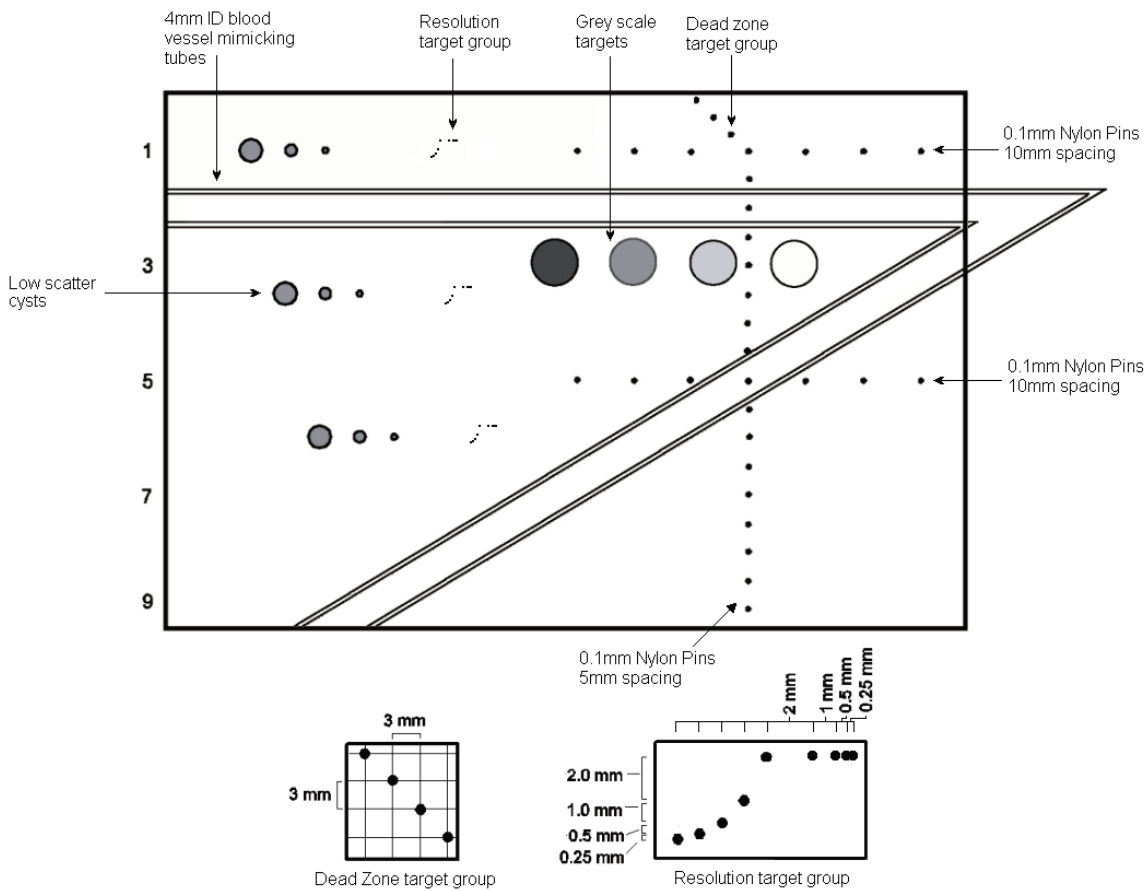 4mm ID blood
vessel mimicking
tubes
Resolution
target group
Grey scale
targets
Dead zone
target group
1
0.1mm Nylon Pins
10mm spacing
3
Low scatter
cysts
5
0.1mm Nylon Pins
10mm spacing
7
9
0.1mm Nylon Pins
5mm spacing
3 mm
3 mm
Dead Zone target group
2 mm
1 mm
0.5 mm
0.25 mm
2.0 mm
1.0 mm
0.5 mm
0.25 mm
Resolution target group